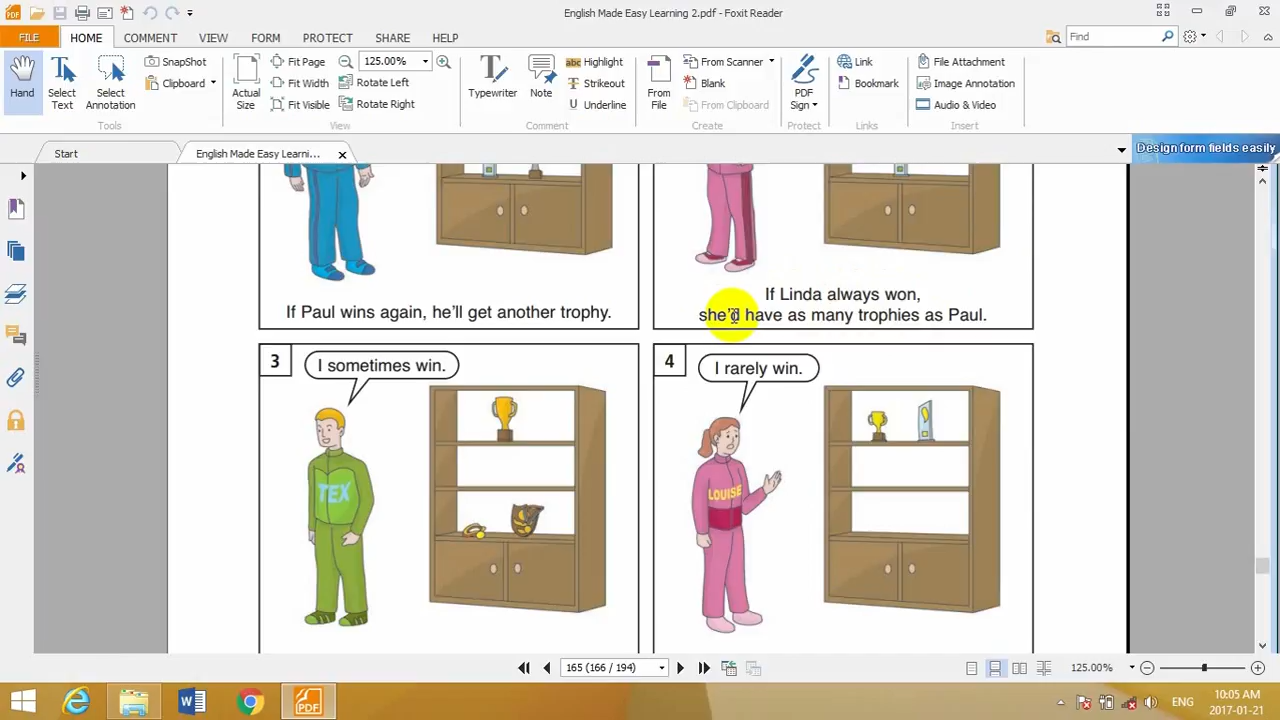 English Made Easy Learning 2.pdf - Foxit Reader
FILE HOME COMMENT VIEW FORM PROTECT SHARE HELP
Find
Hand
Select Text
Select Annotation
SnapShot
Clipboard
Tools
Actual Size
Fit Page
Fit Width
Fit Visible
125.00%
Rotate Left
Rotate Right
View
Typewriter
Note
abc Highlight
Strikeout
Underline
Comment
From File
From Scanner
Blank
From Clipboard
Create
PDF Sign
Protect
Link
Bookmark
Links
File Attachment
Image Annotation
Audio & Video
Insert
Start
English Made Easy Learni...
Design form fields easily
If Paul wins again, he'll get another trophy.
If Linda always won,
she'd have as many trophies as Paul.
3
I sometimes win.
TEX
4
I rarely win.
LOUISE
165 (166 / 194)
125.00%
PDF
ENG
10:05 AM
2017-01-21